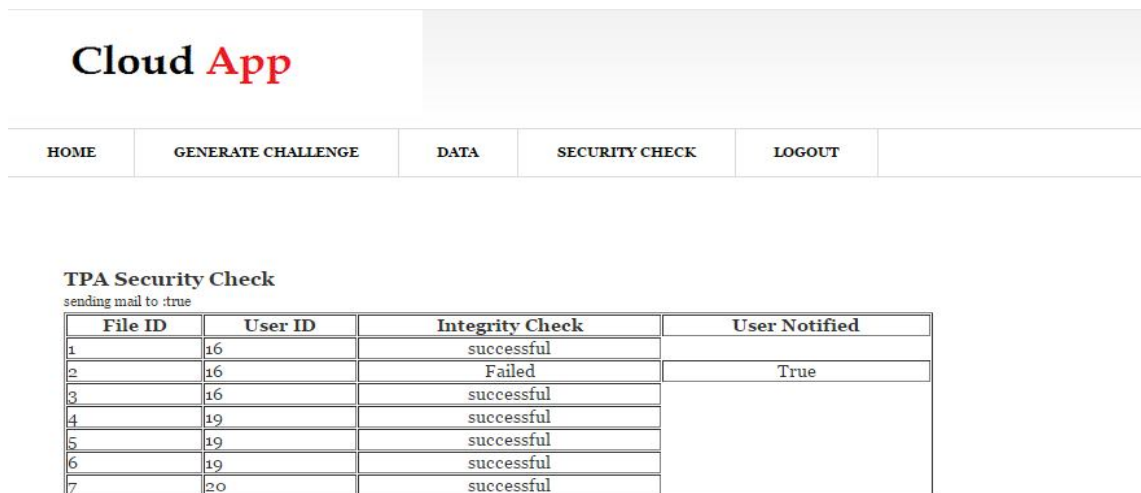 Cloud App
HOME GENERATE CHALLENGE DATA SECURITY CHECK LOGOUT
TPA Security Check
sending mail to :true
File ID User ID Integrity Check User Notified
1 16 successful
2 16 Failed True
3 16 successful
4 19 successful
5 19 successful
6 19 successful
7 20 successful